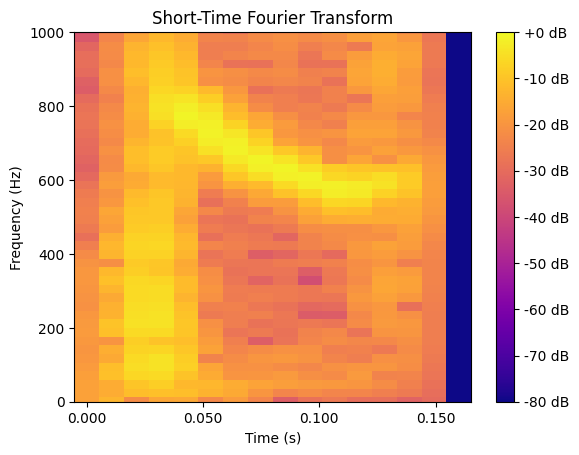 Short-Time Fourier Transform
1000
800
600
400
200
0
Frequency (Hz)
0.000
0.050
0.100
0.150
Time (s)
+0 dB
-10 dB
-20 dB
-30 dB
-40 dB
-50 dB
-60 dB
-70 dB
-80 dB